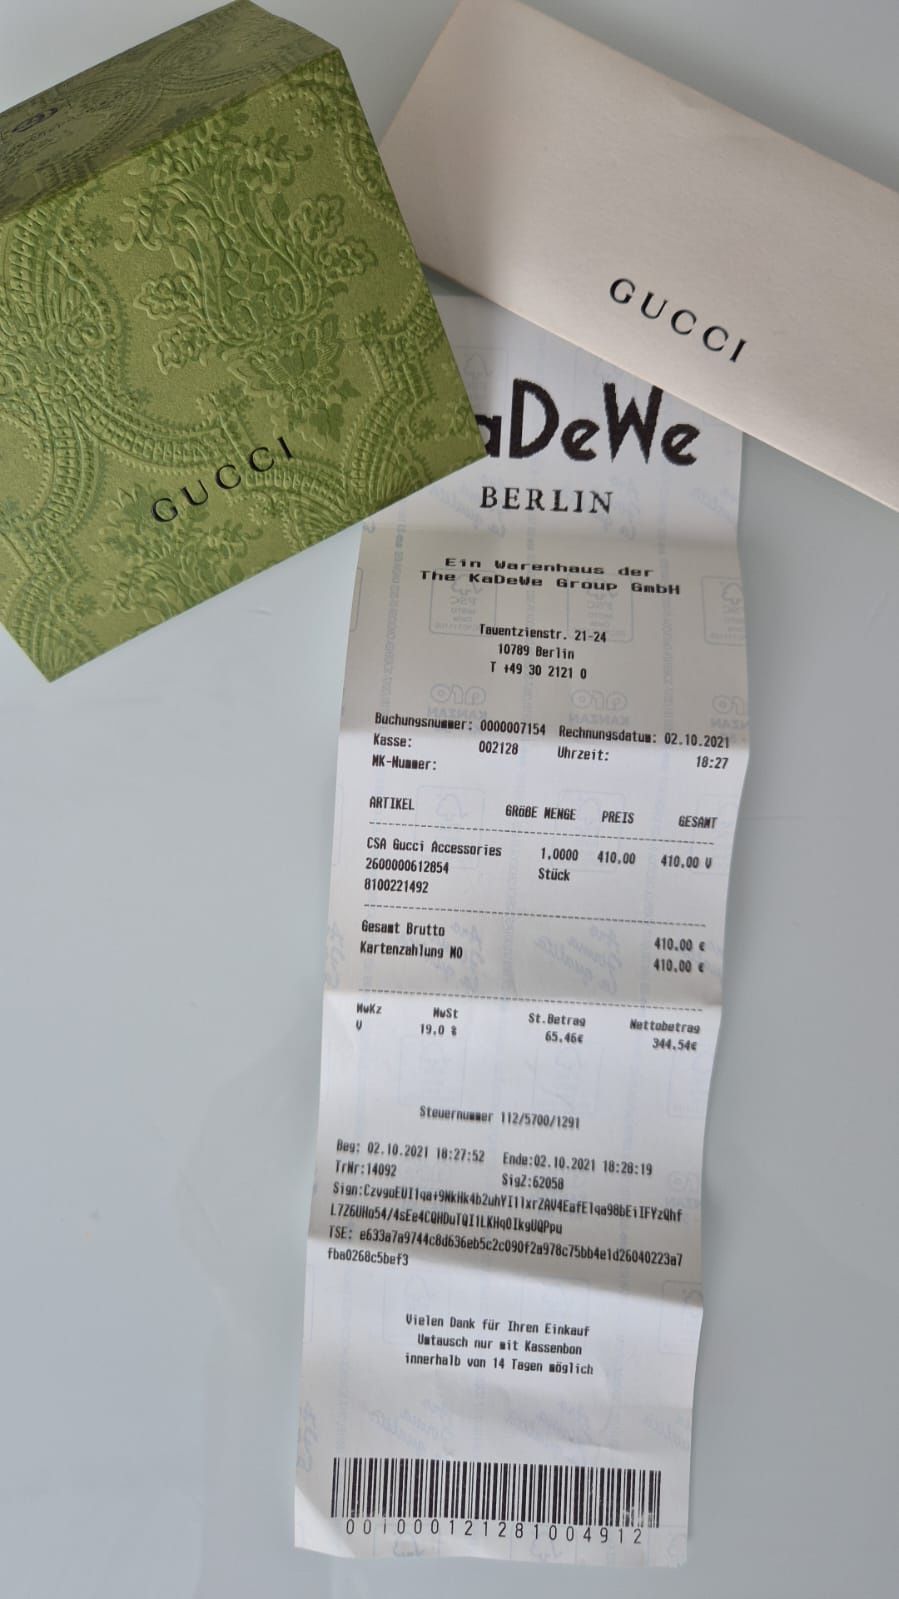 GUCCI
GUCCI
aDeWe
BERLIN
Ein Warenhaus der
The KaDeWe Group GmbH
Tauentzienstr. 21-24
10789 Berlin
T +49 30 2121 0
Buchungsnummer: 0000007154 Rechnungsdatum: 02.10.2021
Kasse: 002128 Uhrzeit: 18:27
MK-Nummer:
ARTIKEL GRÖßE MENGE PREIS GESAMT
CSA Gucci Accessories 1,0000 410,00 410,00 V
2600000612854 Stück
8100221492
Gesamt Brutto 410.00 €
Kartenzahlung MO 410.00 €
MwKz MwSt St.Betrag Nettobetrag
V 19,0 % 65,46€ 344,54€
Steuernummer 112/5700/1291
Beg: 02.10.2021 18:27:52 Ende:02.10.2021 18:28:19
TrNr:14092 SigZ:62058
TSE: e633a7a9744c8d636eb5c2c090f2a978c75bb4e1d26040223a7
fba0268c5bef3
Vielen Dank für Ihren Einkauf
Umtausch nur mit Kassenbon
innerhalb von 14 Tagen möglich
001000121281004912